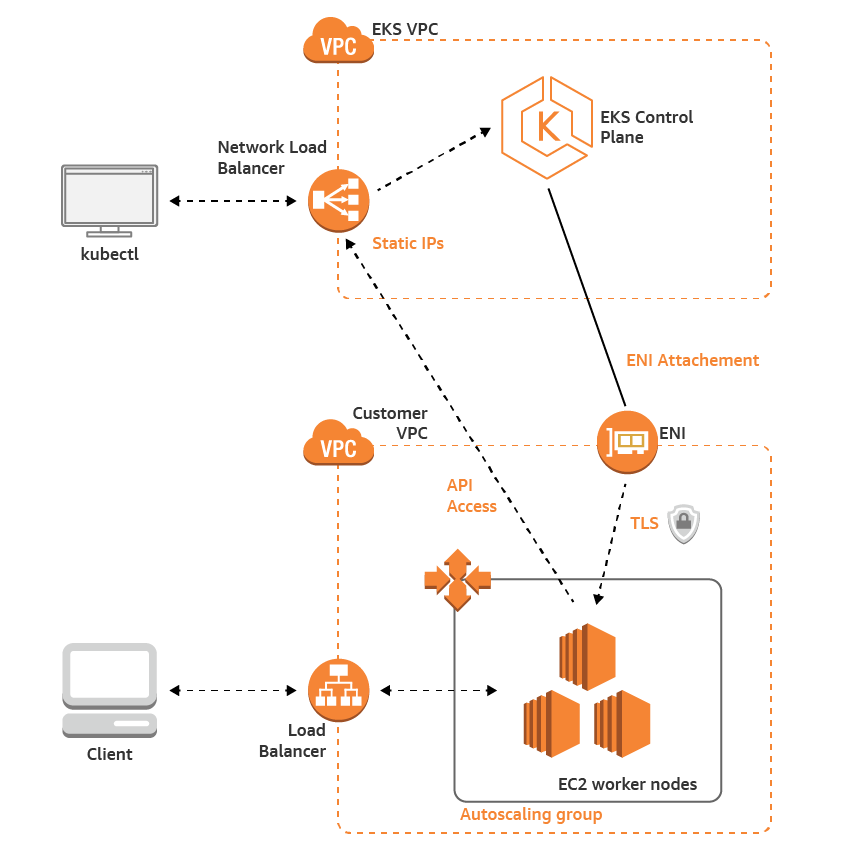 VPC
EKS VPC
K
EKS Control
Plane
Network Load
Balancer
kubectl
Static IPs
ENI Attachement
Customer
VPC
VPC
ENI
API
Access
TLS
Client
Load
Balancer
EC2 worker nodes
Autoscaling group